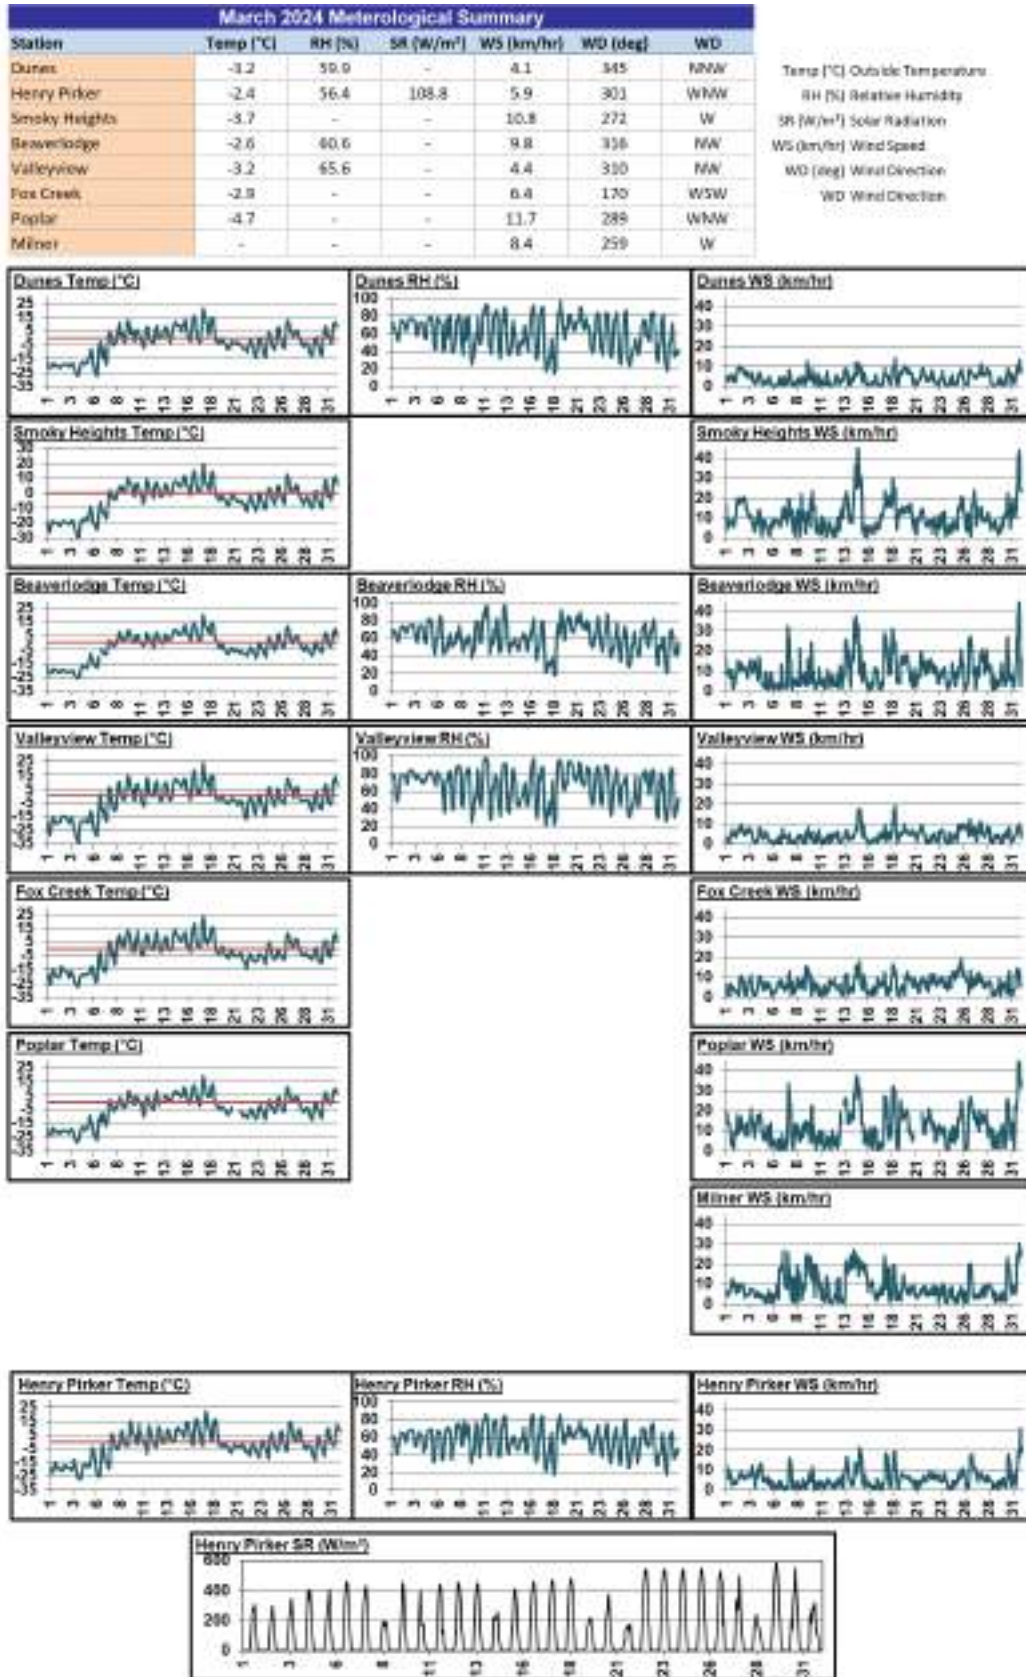 March 2024 Meterological Summary
Station Temp (°C) RH (%) SR (W/m²) WS (km/hr) WD (deg) WD
Dunes -3.2 59.9 - 4.1 345 NNW
Henry Pirker -2.4 56.4 108.8 5.9 301 WNW
Smoky Heights -3.7 - - 10.8 272 W
Beaverlodge -2.6 60.6 - 9.8 316 NW
Valleyview -3.2 65.6 - 4.4 310 NW
Fox Creek -2.9 - - 6.4 170 WSW
Poplar -4.7 - - 11.7 289 WNW
Milner - - - 8.4 259 W
Temp (°C) Outside Temperature
RH (%) Relative Humidity
SR (W/m²) Solar Radiation
WS (km/hr) Wind Speed
WD (deg) Wind Direction
WD Wind Direction
Dunes Temp (°C) Dunes RH (%) Dunes WS (km/hr)
Smoky Heights Temp (°C) Smoky Heights WS (km/hr)
Beaverlodge Temp (°C) Beaverlodge RH (%) Beaverlodge WS (km/hr)
Valleyview Temp (°C) Valleyview RH (%) Valleyview WS (km/hr)
Fox Creek Temp (°C) Fox Creek WS (km/hr)
Poplar Temp (°C) Poplar WS (km/hr)
Milner WS (km/hr)
Henry Pirker Temp (°C) Henry Pirker RH (%) Henry Pirker WS (km/hr)
Henry Pirker SR (W/m²)
600
400
200
0